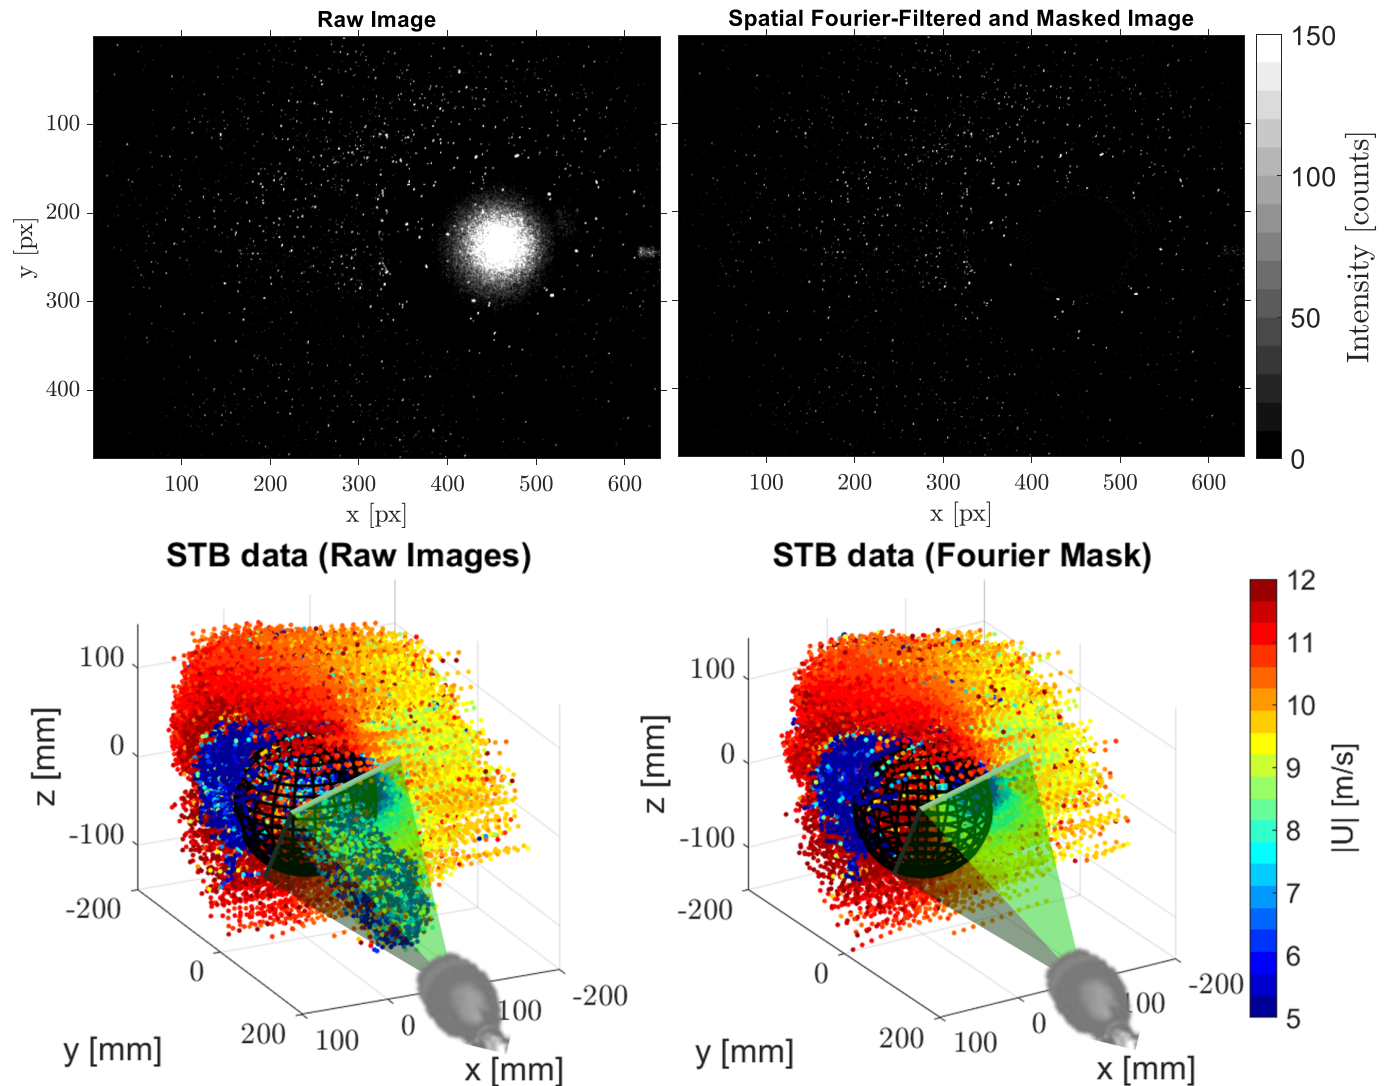 Raw Image
Spatial Fourier-Filtered and Masked Image
100
200
300
400
y [px]
100 200 300 400 500 600
x [px]
100 200 300 400 500 600
x [px]
150
100
50
0
Intensity [counts]
STB data (Raw Images)
100
0
-100
z [mm]
-200
0
200
y [mm]
100
0
100
-200
x [mm]
STB data (Fourier Mask)
100
0
-100
z [mm]
-200
0
200
y [mm]
100
0
100
-200
x [mm]
12
11
10
9
8
7
6
5
|U| [m/s]